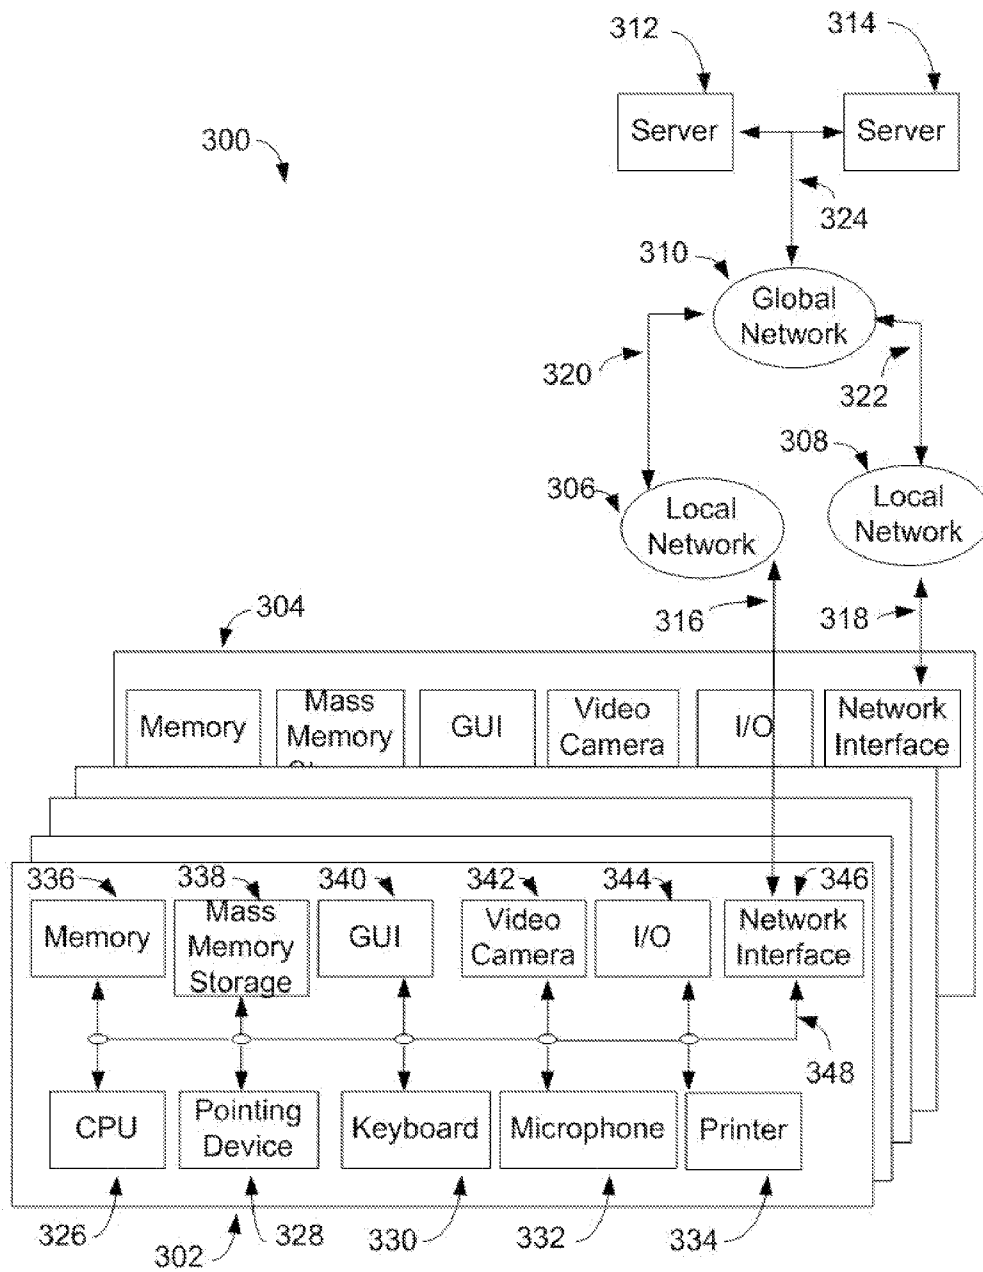 312
314
Server
Server
300
324
310
Global
Network
320
322
308
306
Local
Network
Local
Network
316
318
304
Memory
Mass
Memory
GUI
Video
Camera
I/O
Network
Interface
336
338
340
342
344
346
Memory
Mass
Memory
Storage
GUI
Video
Camera
I/O
Network
Interface
348
CPU
Pointing
Device
Keyboard
Microphone
Printer
326
302
328
330
332
334